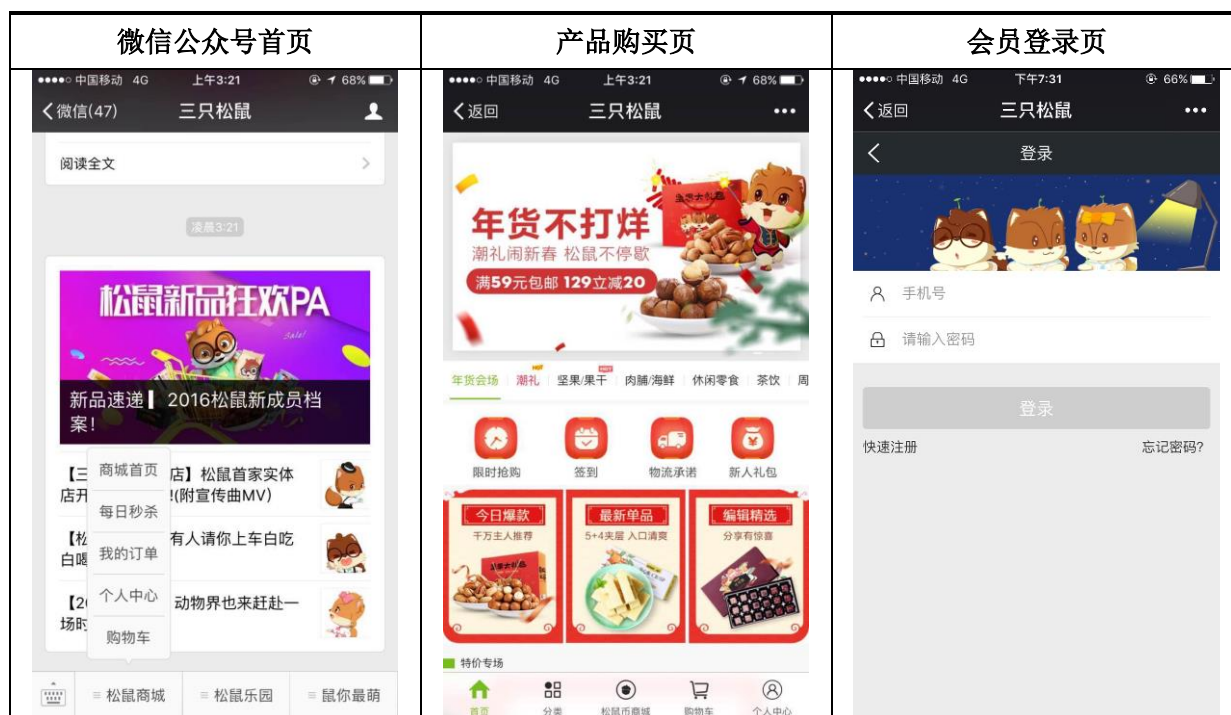 微信公众号首页
产品购买页
会员登录页
中国移动 4G 上午3:21 68%
微信(47) 三只松鼠
阅读全文
凌晨3:21
松鼠新品狂欢PA
Sale!
新品速递▐ 2016松鼠新成员档
案!
【三
店】松鼠首家实体
店开
!(附宣传曲MV)
【松
有人请你上车白吃
白喝
【2
动物界也来赶赴一
场时
商城首页
每日秒杀
我的订单
个人中心
购物车
松鼠商城
松鼠乐园
鼠你最萌
中国移动 4G 上午3:21 68%
返回 三只松鼠
年货不打烊
潮礼闹新春 松鼠不停歇
满59元包邮 129立减20
年货会场 潮礼 坚果/果干 肉脯/海鲜 休闲零食 茶饮 周
限时抢购 签到 物流承诺 新人礼包
今日爆款 最新单品 编辑精选
千万主人推荐 5+4夹层 入口清爽 分享有惊喜
特价专场
首页 分类 松鼠币商城 购物车 个人中心
中国移动 4G 下午7:31 66%
返回 三只松鼠
登录
手机号
请输入密码
登录
快速注册 忘记密码?